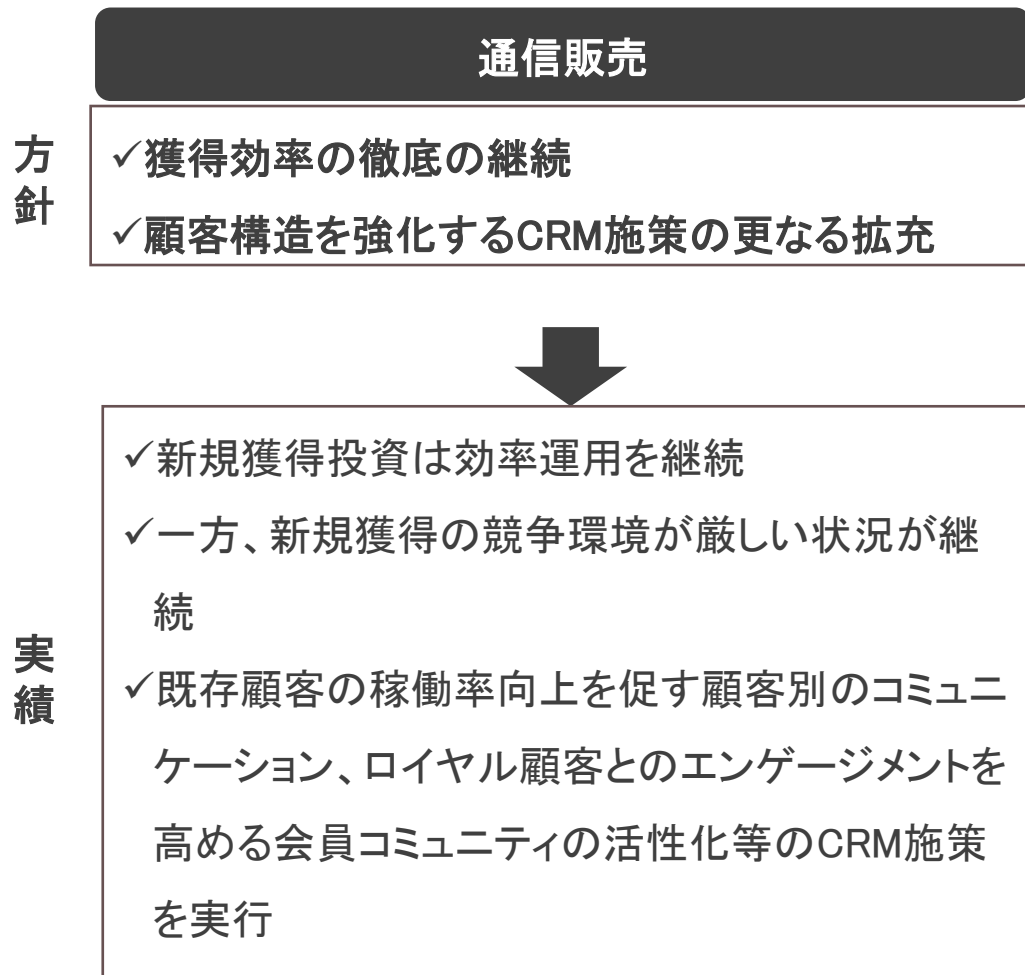 通信販売
方針
✓獲得効率の徹底の継続
✓顧客構造を強化するCRM施策の更なる拡充
実績
✓新規獲得投資は効率運用を継続
✓一方、新規獲得の競争環境が厳しい状況が継
続
✓既存顧客の稼働率向上を促す顧客別のコミュニ
ケーション、ロイヤル顧客とのエンゲージメントを
高める会員コミュニティの活性化等のCRM施策
を実行